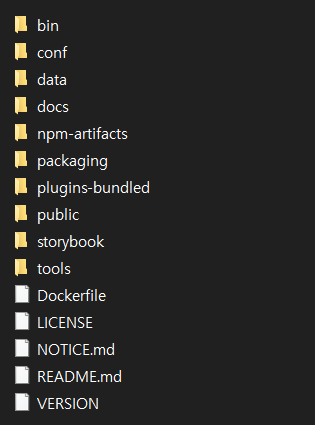 bin
conf
data
docs
npm-artifacts
packaging
plugins-bundled
public
storybook
tools
Dockerfile
LICENSE
NOTICE.md
README.md
VERSION